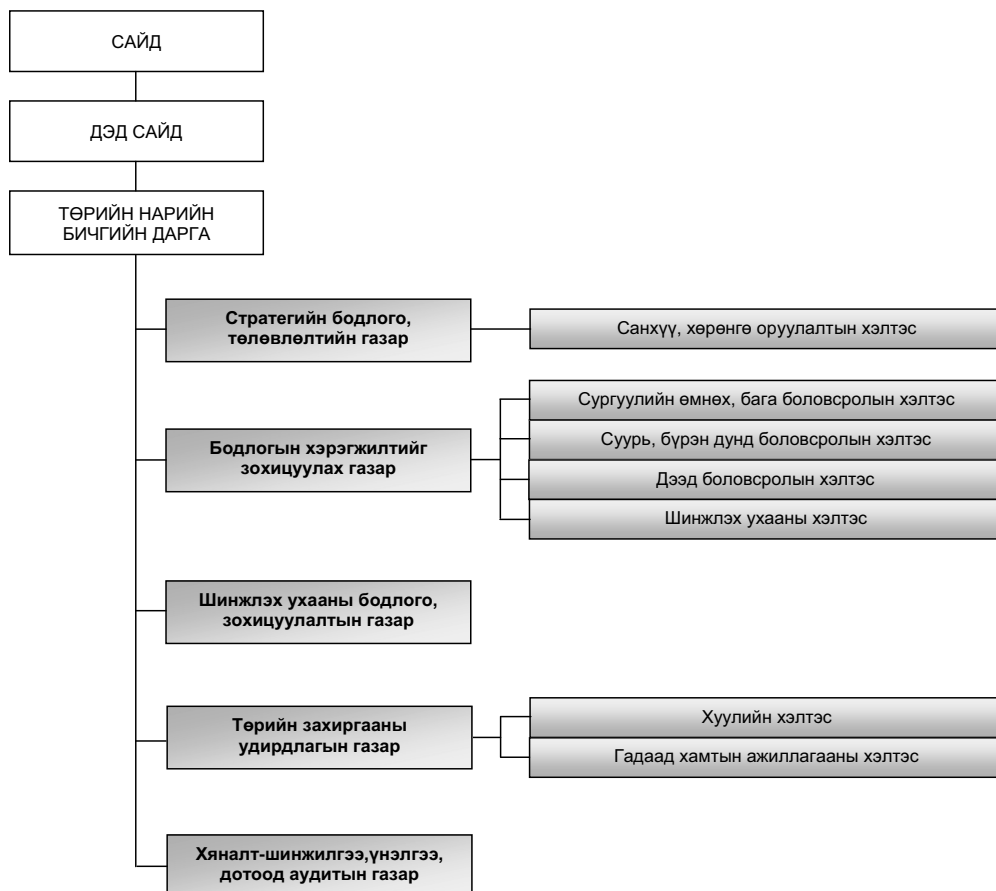 САЙД
ДЭД САЙД
ТӨРИЙН НАРИЙН
БИЧГИЙН ДАРГА
Стратегийн бодлого,
төлөвлөлтийн газар
Санхүү, хөрөнгө оруулалтын хэлтэс
Бодлогын хэрэгжилтийг
зохицуулах газар
Сургуулийн өмнөх, бага боловсролын хэлтэс
Суурь, бүрэн дунд боловсролын хэлтэс
Дээд боловсролын хэлтэс
Шинжлэх ухааны хэлтэс
Шинжлэх ухааны бодлого,
зохицуулалтын газар
Төрийн захиргааны
удирдлагын газар
Хуулийн хэлтэс
Гадаад хамтын ажиллагааны хэлтэс
Хяналт-шинжилгээ,үнэлгээ,
дотоод аудитын газар